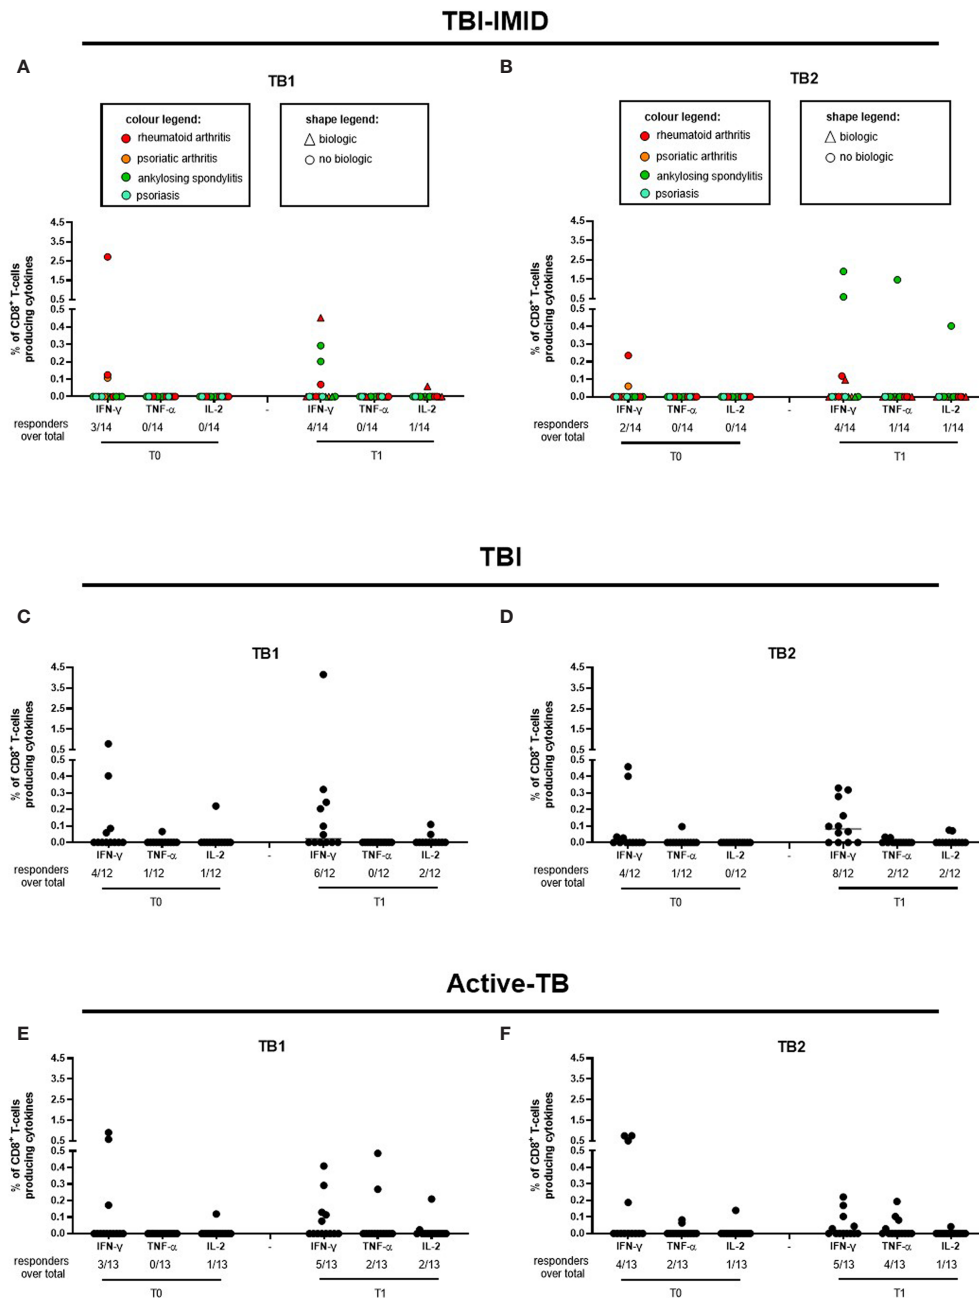 TBI-IMID
A
B
TB1
TB2
colour legend:
rheumatoid arthritis
psoriatic arthritis
ankylosing spondylitis
psoriasis
shape legend:
biologic
no biologic
colour legend:
rheumatoid arthritis
psoriatic arthritis
ankylosing spondylitis
psoriasis
shape legend:
biologic
no biologic
% of CD8⁺ T-cells
producing cytokines
4.5
3.5
2.5
1.5
0.5
0.5
0.4
0.3
0.2
0.1
0.0
IFN-γ TNF-α IL-2 - IFN-γ TNF-α IL-2
responders
over total
3/14 0/14 0/14 4/14 0/14 1/14
T0 T1
% of CD8⁺ T-cells
producing cytokines
4.5
3.5
2.5
1.5
0.5
0.5
0.4
0.3
0.2
0.1
0.0
IFN-γ TNF-α IL-2 - IFN-γ TNF-α IL-2
responders
over total
2/14 0/14 0/14 4/14 1/14 1/14
T0 T1
TBI
C
D
TB1
TB2
% of CD8⁺ T-cells
producing cytokines
4.5
3.5
2.5
1.5
0.5
0.5
0.4
0.3
0.2
0.1
0.0
IFN-γ TNF-α IL-2 - IFN-γ TNF-α IL-2
responders
over total
4/12 1/12 1/12 6/12 0/12 2/12
T0 T1
% of CD8⁺ T-cells
producing cytokines
4.5
3.5
2.5
1.5
0.5
0.5
0.4
0.3
0.2
0.1
0.0
IFN-γ TNF-α IL-2 - IFN-γ TNF-α IL-2
responders
over total
4/12 1/12 0/12 8/12 2/12 2/12
T0 T1
Active-TB
E
F
TB1
TB2
% of CD8⁺ T-cells
producing cytokines
4.5
3.5
2.5
1.5
0.5
0.5
0.4
0.3
0.2
0.1
0.0
IFN-γ TNF-α IL-2 - IFN-γ TNF-α IL-2
responders
over total
3/13 0/13 1/13 5/13 2/13 2/13
T0 T1
% of CD8⁺ T-cells
producing cytokines
4.5
3.5
2.5
1.5
0.5
0.5
0.4
0.3
0.2
0.1
0.0
IFN-γ TNF-α IL-2 - IFN-γ TNF-α IL-2
responders
over total
4/13 2/13 1/13 5/13 4/13 1/13
T0 T1